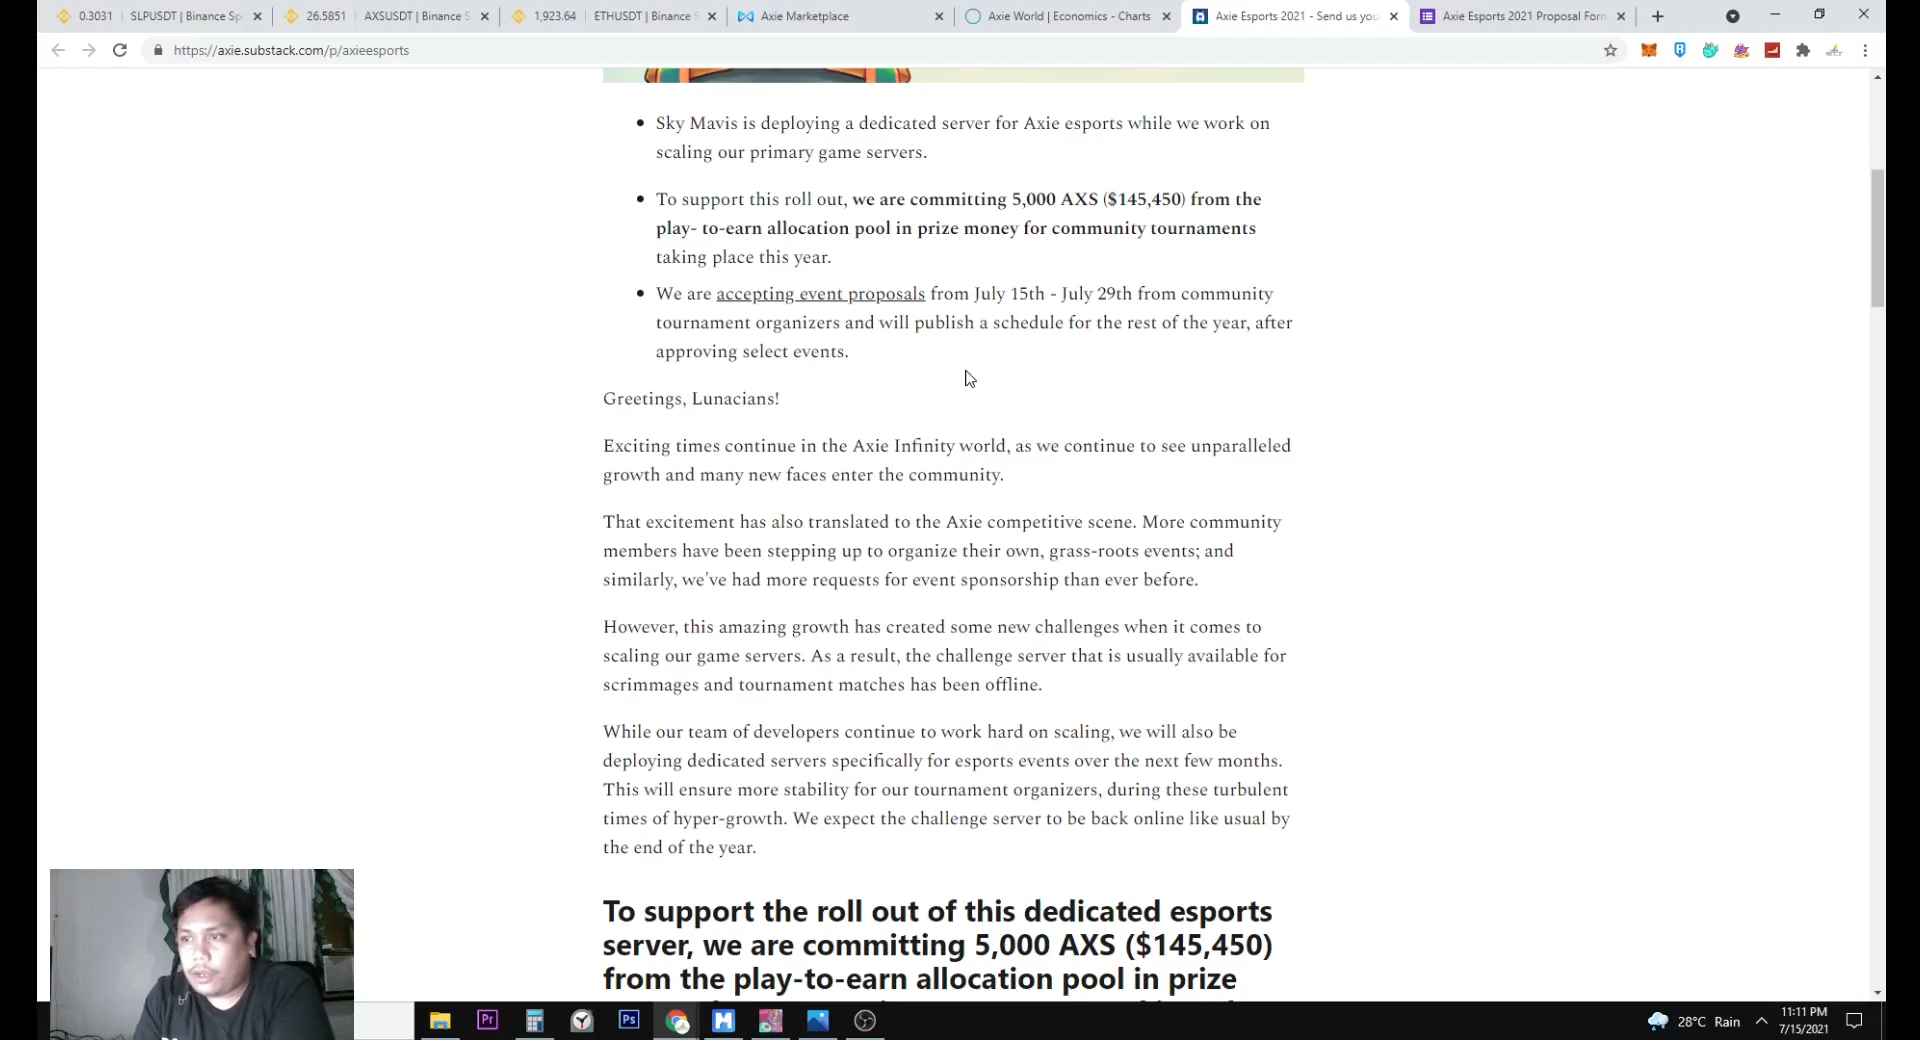 0.3031 | SLPUSDT | Binance Sp
26.5851 | AXSUSDT | Binance S
1,923.64 | ETHUSDT | Binance S
Axie Marketplace
Axie World | Economics - Charts
Axie Esports 2021 - Send us you
Axie Esports 2021 Proposal Form
https://axie.substack.com/p/axieesports
• Sky Mavis is deploying a dedicated server for Axie esports while we work on
scaling our primary game servers.
• To support this roll out, we are committing 5,000 AXS ($145,450) from the
play- to-earn allocation pool in prize money for community tournaments
taking place this year.
• We are accepting event proposals from July 15th - July 29th from community
tournament organizers and will publish a schedule for the rest of the year, after
approving select events.
Greetings, Lunacians!
Exciting times continue in the Axie Infinity world, as we continue to see unparalleled
growth and many new faces enter the community.
That excitement has also translated to the Axie competitive scene. More community
members have been stepping up to organize their own, grass-roots events; and
similarly, we've had more requests for event sponsorship than ever before.
However, this amazing growth has created some new challenges when it comes to
scaling our game servers. As a result, the challenge server that is usually available for
scrimmages and tournament matches has been offline.
While our team of developers continue to work hard on scaling, we will also be
deploying dedicated servers specifically for esports events over the next few months.
This will ensure more stability for our tournament organizers, during these turbulent
times of hyper-growth. We expect the challenge server to be back online like usual by
the end of the year.
To support the roll out of this dedicated esports
server, we are committing 5,000 AXS ($145,450)
from the play-to-earn allocation pool in prize
Pr
Ps
28°C Rain
11:11 PM
7/15/2021